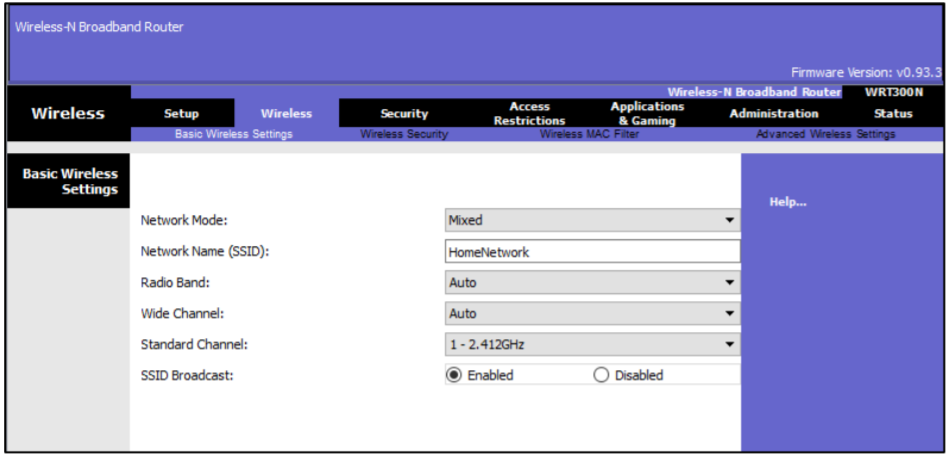 Wireless-N Broadband Router
Firmware Version: v0.93.3
Wireless-N Broadband Router WRT300N
Wireless
Setup Wireless Security Access Restrictions Applications & Gaming Administration Status
Basic Wireless Settings Wireless Security Wireless MAC Filter Advanced Wireless Settings
Basic Wireless
Settings
Help...
Network Mode: Mixed
Network Name (SSID): HomeNetwork
Radio Band: Auto
Wide Channel: Auto
Standard Channel: 1 - 2.412GHz
SSID Broadcast: Enabled Disabled